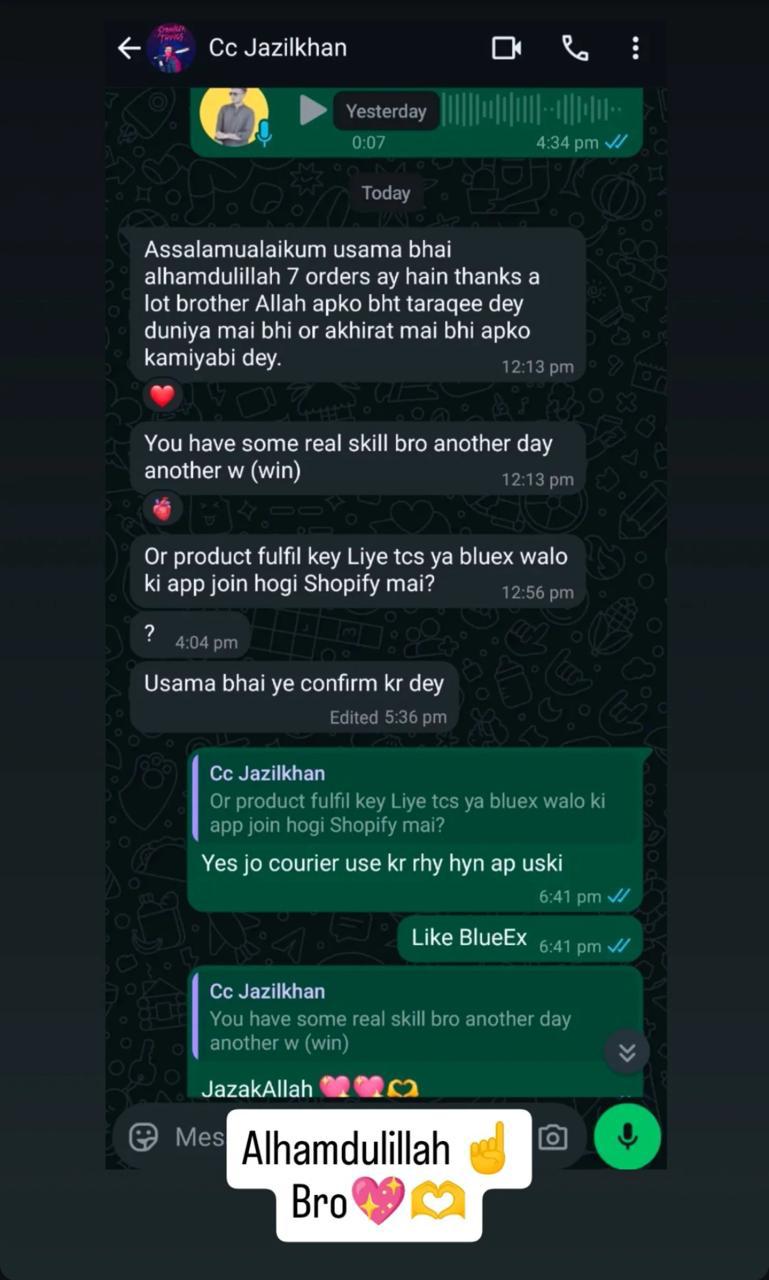 Cc Jazilkhan
Yesterday
0:07
4:34 pm
Today
Assalamualaikum usama bhai
alhamdulillah 7 orders ay hain thanks a
lot brother Allah apko bht taraqee dey
duniya mai bhi or akhirat mai bhi apko
kamiyabi dey.
12:13 pm
❤️
You have some real skill bro another day
another w (win)
12:13 pm
🫀
Or product fulfil key Liye tcs ya bluex walo
ki app join hogi Shopify mai?
12:56 pm
?
4:04 pm
Usama bhai ye confirm kr dey
Edited 5:36 pm
Cc Jazilkhan
Or product fulfil key Liye tcs ya bluex walo ki
app join hogi Shopify mai?
Yes jo courier use kr rhy hyn ap uski
6:41 pm
Like BlueEx
6:41 pm
Cc Jazilkhan
You have some real skill bro another day
another w (win)
JazakAllah 💖💖🫶
Mes
Alhamdulillah ☝️
Bro💖🫶